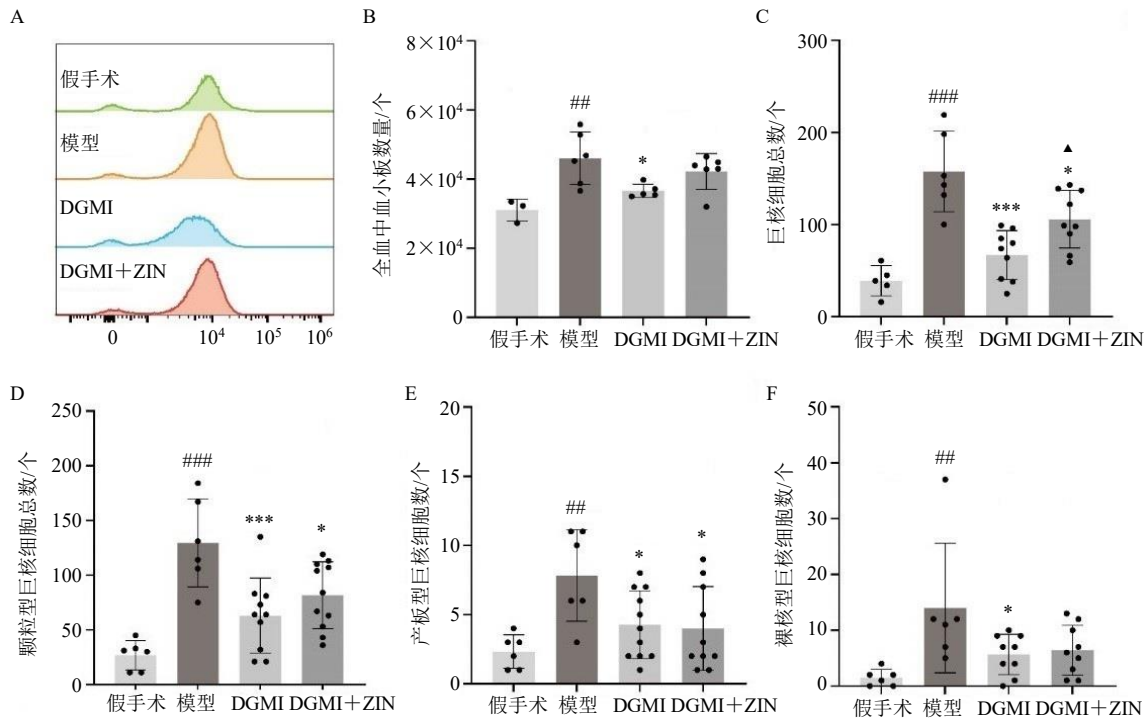 A
假手术
模型
DGMI
DGMI+ZIN
0 10⁴ 10⁵ 10⁶
B
全血中血小板数量/个
8×10⁴
6×10⁴
4×10⁴
2×10⁴
0
##
*
假手术 模型 DGMI DGMI+ZIN
C
巨核细胞总数/个
300
200
100
0
###
***
▲
*
假手术 模型 DGMI DGMI+ZIN
D
颗粒型巨核细胞总数/个
250
200
150
100
50
0
###
***
*
假手术 模型 DGMI DGMI+ZIN
E
产板型巨核细胞数/个
20
15
10
5
0
##
*
*
假手术 模型 DGMI DGMI+ZIN
F
裸核型巨核细胞数/个
50
40
30
20
10
0
##
*
假手术 模型 DGMI DGMI+ZIN